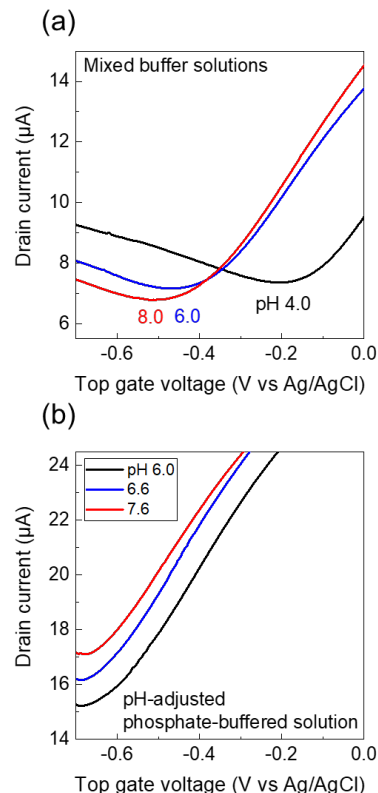 (a)
Mixed buffer solutions
14
12
10
8
6
Drain current (µA)
8.0 6.0
pH 4.0
-0.6 -0.4 -0.2 0.0
Top gate voltage (V vs Ag/AgCl)
(b)
24
22
20
18
16
14
Drain current (µA)
pH 6.0
6.6
7.6
pH-adjusted
phosphate-buffered solution
-0.6 -0.4 -0.2 0.0
Top gate voltage (V vs Ag/AgCl)